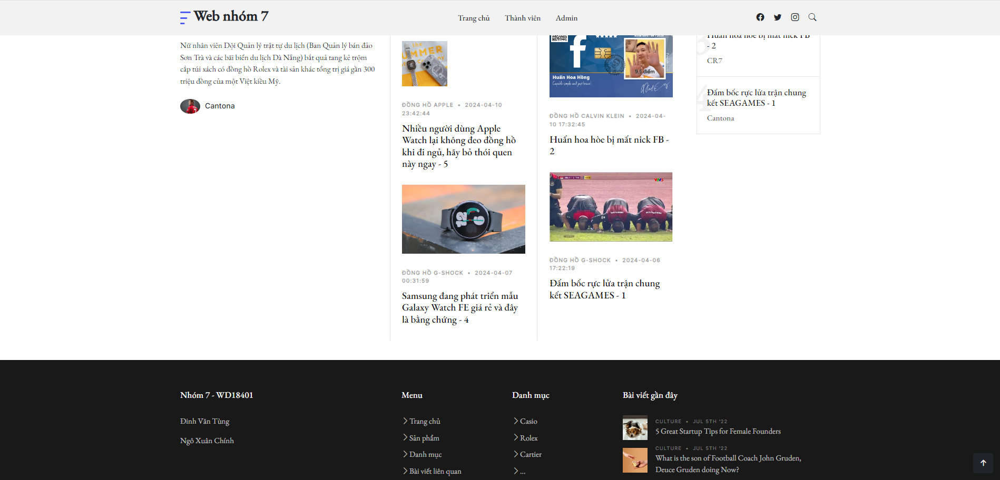 Web nhóm 7
Trang chủ
Thành viên
Admin
Nữ nhân viên Dội Quản lý trật tự du lịch (Ban Quản lý bán đảo
Sơn Trà và các bãi biển du lịch Đà Nẵng) bắt quả tang kẻ trộm
cắp túi xách có đồng hồ Rolex và tài sản khác tổng trị giá gần 300
triệu đồng của một Việt kiều Mỹ.
Cantona
ĐỒNG HỒ APPLE • 2024-04-10
23:42:44
Nhiều người dùng Apple
Watch lại không đeo đồng hồ
khi đi ngủ, hãy bỏ thói quen
này ngay - 5
ĐỒNG HỒ G-SHOCK • 2024-04-07
00:31:59
Samsung đang phát triển mẫu
Galaxy Watch FE giá rẻ và đây
là bằng chứng - 4
9,5 điểm
Huấn Hoa Hồng
ĐỒNG HỒ CALVIN KLEIN • 2024-04-
10 17:32:45
Huấn hoa hòe bị mất nick FB -
2
VTV5
ĐỒNG HỒ G-SHOCK • 2024-04-06
17:22:19
Đấm bốc rực lửa trận chung
kết SEAGAMES - 1
Huấn hoa hòe bị mất nick FB
- 2
CR7
4
Đấm bốc rực lửa trận chung
kết SEAGAMES - 1
Cantona
Nhóm 7 - WD18401
Đinh Văn Tùng
Ngô Xuân Chính
Menu
Trang chủ
Sản phẩm
Danh mục
Bài viết liên quan
Danh mục
Casio
Rolex
Cartier
...
Bài viết gần đây
CULTURE • JUL 5TH '22
5 Great Startup Tips for Female Founders
CULTURE • JUL 5TH '22
What is the son of Football Coach John Gruden,
Deuce Gruden doing Now?